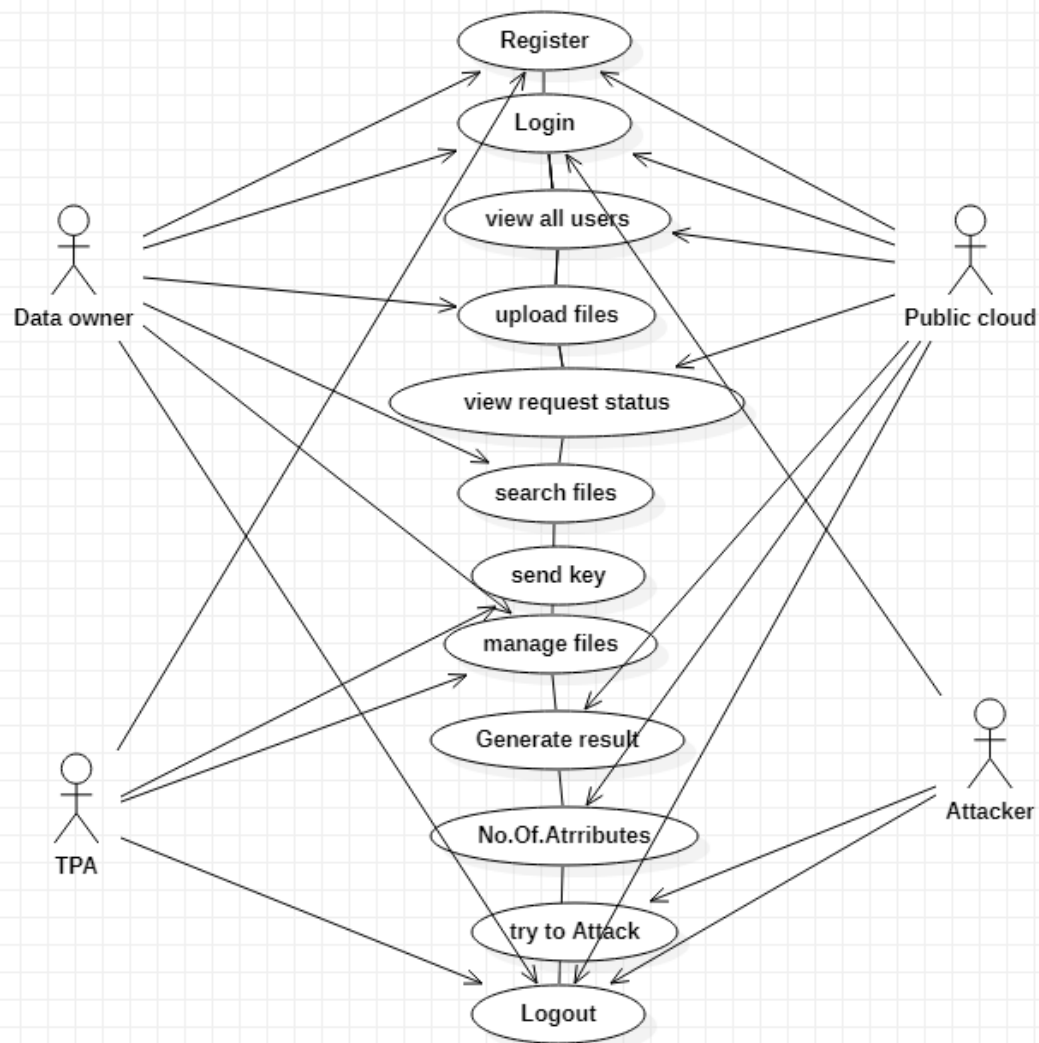 Register
Login
view all users
upload files
Data owner
Public cloud
view request status
search files
send key
manage files
Generate result
Attacker
No.Of.Atrributes
TPA
try to Attack
Logout